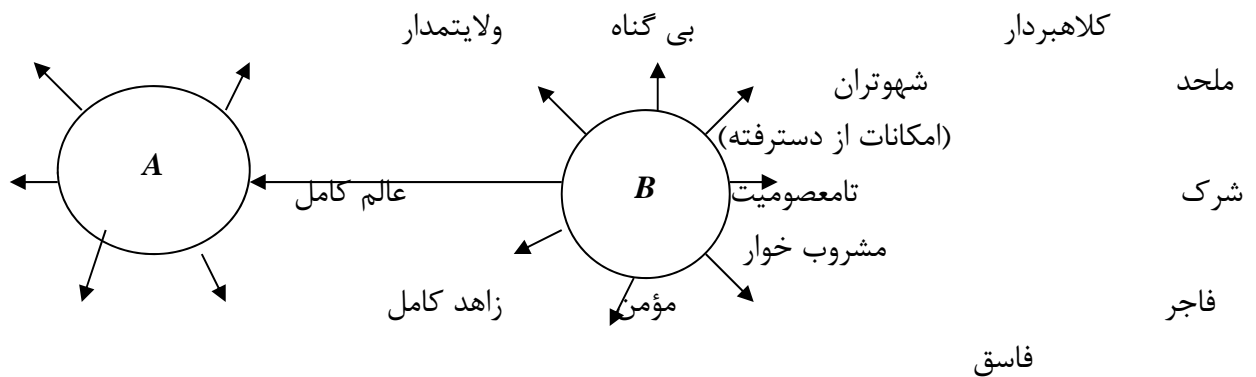 کلاهبردار بی گناه ولایتمدار
ملحد شهوتران
(امکانات از دسترفته)
A B
شرک تامعصومیت عالم کامل
مشروب خوار
فاجر مؤمن زاهد کامل
فاسق